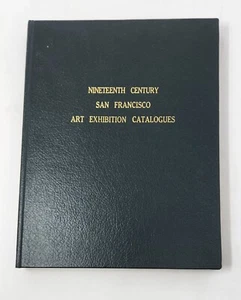 NINETEENTH CENTURY
SAN FRANCISCO
ART EXHIBITION CATALOGUES